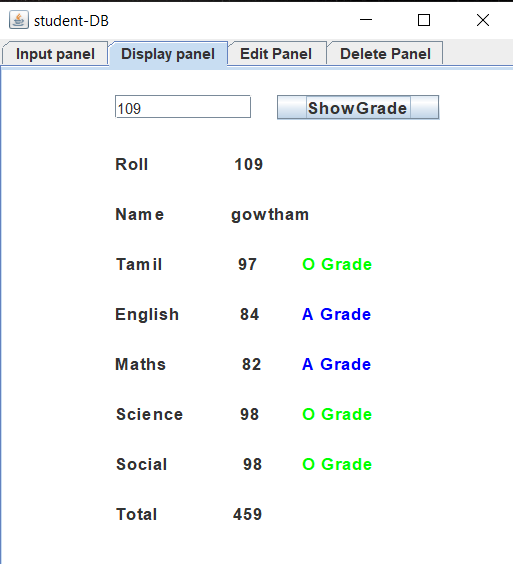 student-DB
Input panel Display panel Edit Panel Delete Panel
109 ShowGrade
Roll 109
Name gowtham
Tamil 97 O Grade
English 84 A Grade
Maths 82 A Grade
Science 98 O Grade
Social 98 O Grade
Total 459